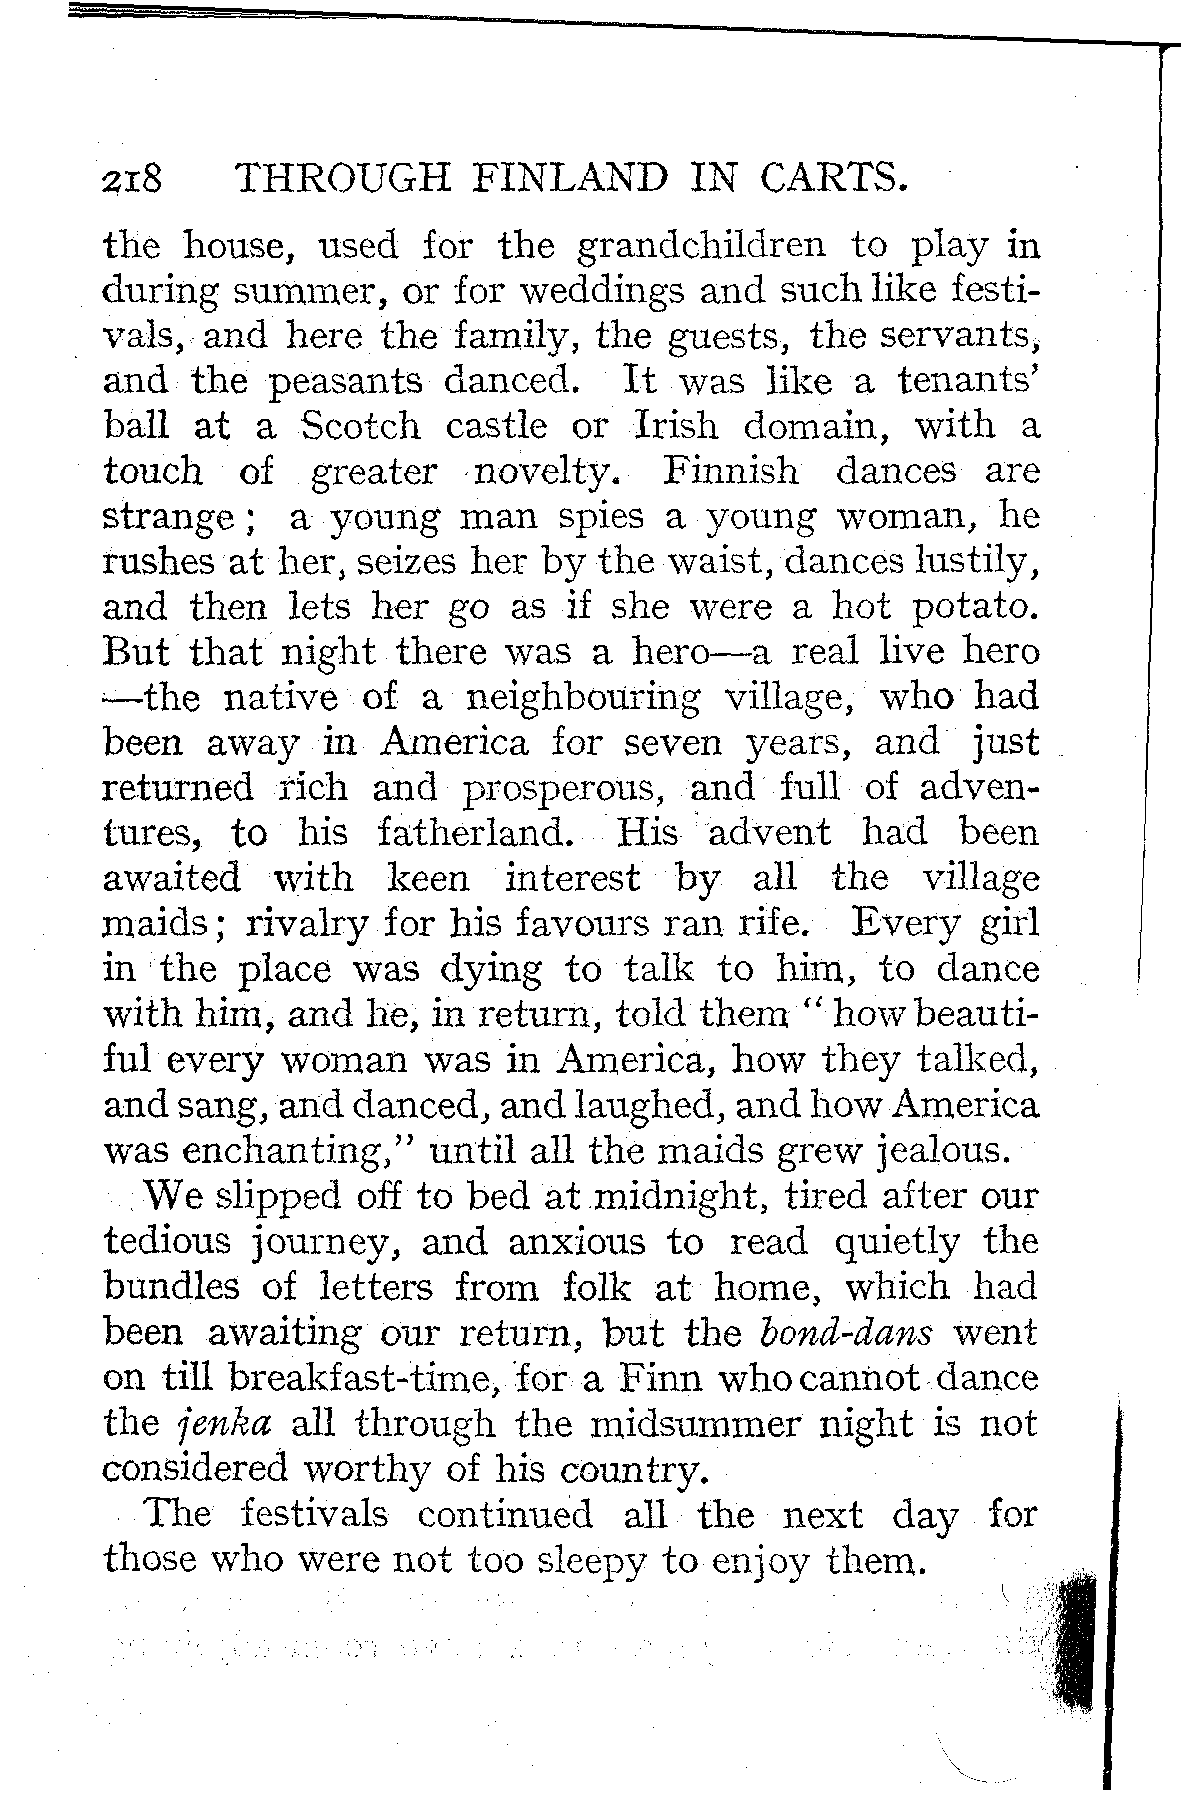 218 THROUGH FINLAND IN CARTS.
the house, used for the grandchildren to play in
during summer, or for weddings and such like festi-
vals, and here the family, the guests, the servants,
and the peasants danced. It was like a tenants'
ball at a Scotch castle or Irish domain, with a
touch of greater novelty. Finnish dances are
strange; a young man spies a young woman, he
rushes at her, seizes her by the waist, dances lustily,
and then lets her go as if she were a hot potato.
But that night there was a hero—a real live hero
—the native of a neighbouring village, who had
been away in America for seven years, and just
returned rich and prosperous, and full of adven-
tures, to his fatherland. His advent had been
awaited with keen interest by all the village
maids; rivalry for his favours ran rife. Every girl
in the place was dying to talk to him, to dance
with him, and he, in return, told them "how beauti-
ful every woman was in America, how they talked,
and sang, and danced, and laughed, and how America
was enchanting," until all the maids grew jealous.
We slipped off to bed at midnight, tired after our
tedious journey, and anxious to read quietly the
bundles of letters from folk at home, which had
been awaiting our return, but the bond-dans went
on till breakfast-time, for a Finn who cannot dance
the jenka all through the midsummer night is not
considered worthy of his country.
The festivals continued all the next day for
those who were not too sleepy to enjoy them.